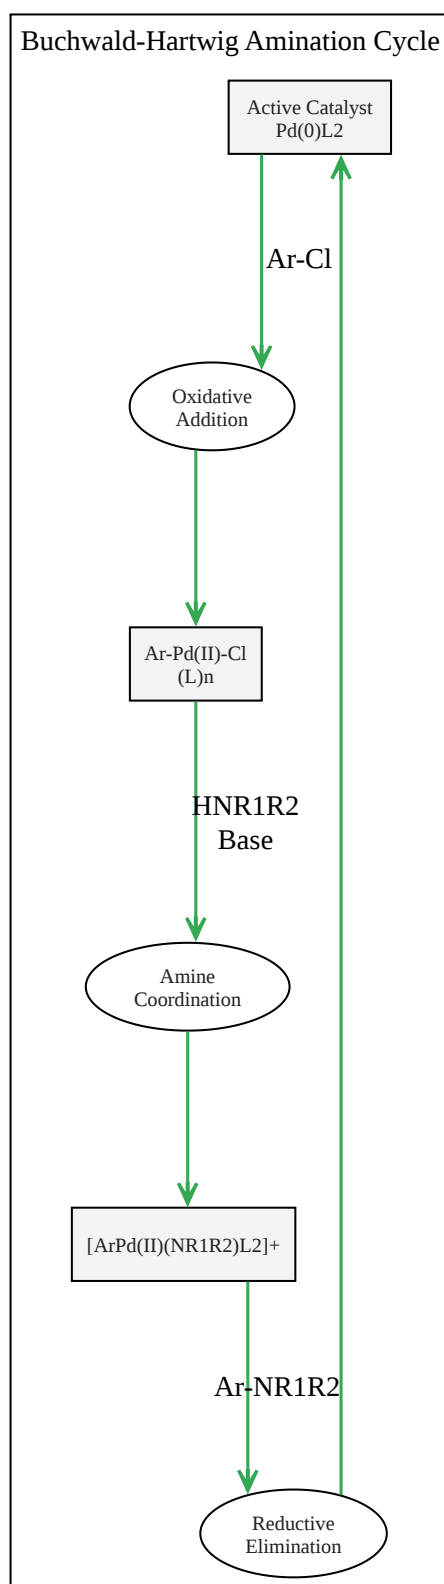 Buchwald-Hartwig Amination Cycle
Active Catalyst
Pd(0)L2
Ar-Cl
Oxidative
Addition
Ar-Pd(II)-Cl
(L)n
HNR1R2
Base
Amine
Coordination
[ArPd(II)(NR1R2)L2]+
Ar-NR1R2
Reductive
Elimination